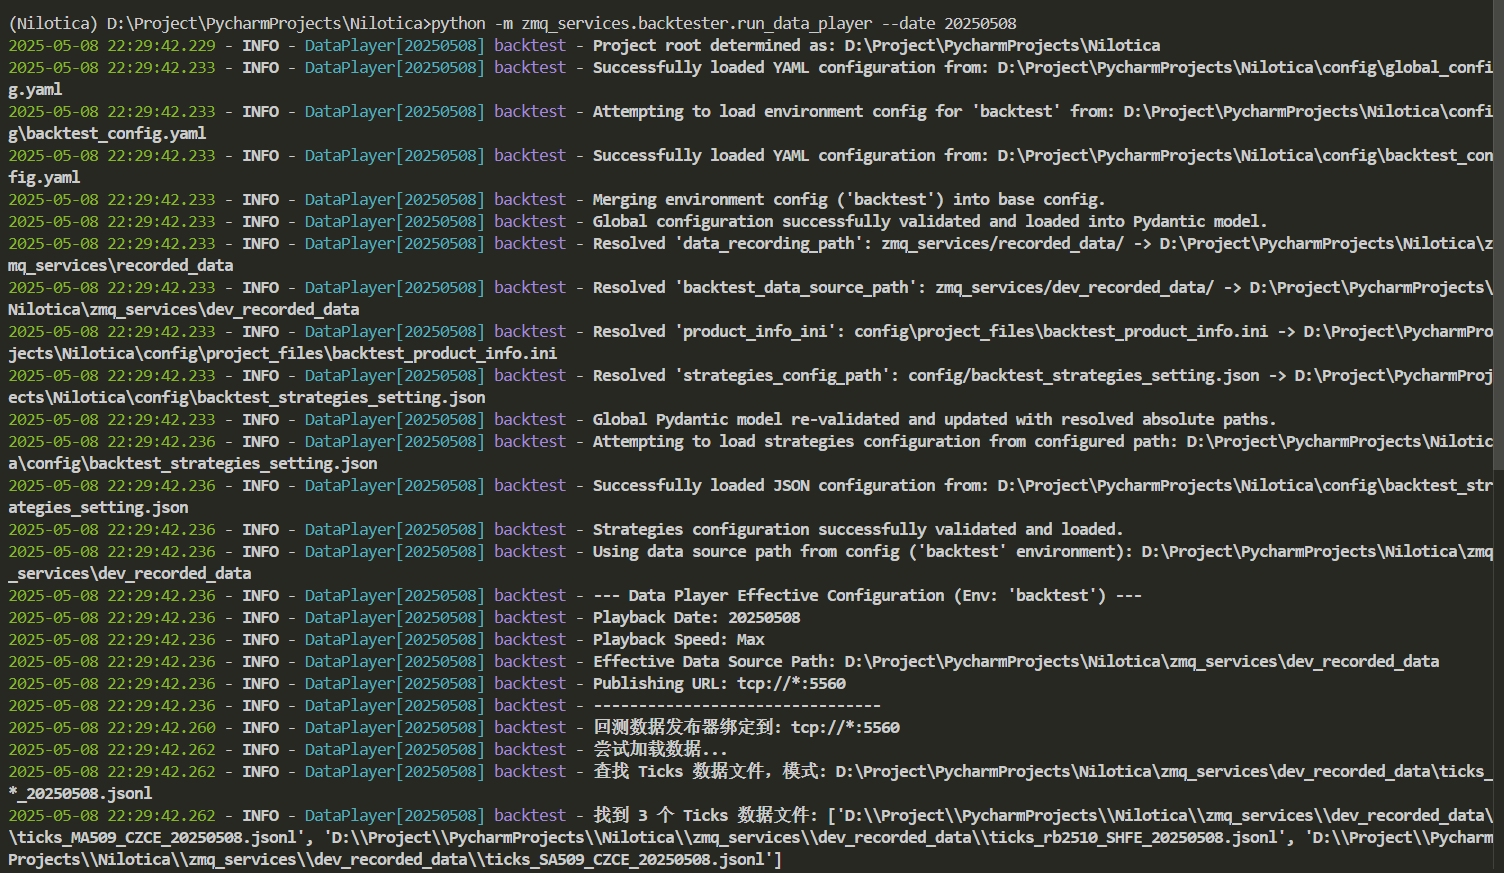 (Nilotica) D:\Project\PycharmProjects\Nilotica>python -m zmq_services.backtester.run_data_player --date 20250508
2025-05-08 22:29:42.229 - INFO - DataPlayer[20250508] backtest - Project root determined as: D:\Project\PycharmProjects\Nilotica
2025-05-08 22:29:42.233 - INFO - DataPlayer[20250508] backtest - Successfully loaded YAML configuration from: D:\Project\PycharmProjects\Nilotica\config\global_confi
g.yaml
2025-05-08 22:29:42.233 - INFO - DataPlayer[20250508] backtest - Attempting to load environment config for 'backtest' from: D:\Project\PycharmProjects\Nilotica\confi
g\backtest_config.yaml
2025-05-08 22:29:42.233 - INFO - DataPlayer[20250508] backtest - Successfully loaded YAML configuration from: D:\Project\PycharmProjects\Nilotica\config\backtest_con
fig.yaml
2025-05-08 22:29:42.233 - INFO - DataPlayer[20250508] backtest - Merging environment config ('backtest') into base config.
2025-05-08 22:29:42.233 - INFO - DataPlayer[20250508] backtest - Global configuration successfully validated and loaded into Pydantic model.
2025-05-08 22:29:42.233 - INFO - DataPlayer[20250508] backtest - Resolved 'data_recording_path': zmq_services/recorded_data/ -> D:\Project\PycharmProjects\Nilotica\z
mq_services\recorded_data
2025-05-08 22:29:42.233 - INFO - DataPlayer[20250508] backtest - Resolved 'backtest_data_source_path': zmq_services/dev_recorded_data/ -> D:\Project\PycharmProjects\
Nilotica\zmq_services\dev_recorded_data
2025-05-08 22:29:42.233 - INFO - DataPlayer[20250508] backtest - Resolved 'product_info_ini': config\project_files\backtest_product_info.ini -> D:\Project\PycharmPro
jects\Nilotica\config\project_files\backtest_product_info.ini
2025-05-08 22:29:42.233 - INFO - DataPlayer[20250508] backtest - Resolved 'strategies_config_path': config/backtest_strategies_setting.json -> D:\Project\PycharmProj
ects\Nilotica\config\backtest_strategies_setting.json
2025-05-08 22:29:42.233 - INFO - DataPlayer[20250508] backtest - Global Pydantic model re-validated and updated with resolved absolute paths.
2025-05-08 22:29:42.236 - INFO - DataPlayer[20250508] backtest - Attempting to load strategies configuration from configured path: D:\Project\PycharmProjects\Nilotic
a\config\backtest_strategies_setting.json
2025-05-08 22:29:42.236 - INFO - DataPlayer[20250508] backtest - Successfully loaded JSON configuration from: D:\Project\PycharmProjects\Nilotica\config\backtest_str
ategies_setting.json
2025-05-08 22:29:42.236 - INFO - DataPlayer[20250508] backtest - Strategies configuration successfully validated and loaded.
2025-05-08 22:29:42.236 - INFO - DataPlayer[20250508] backtest - Using data source path from config ('backtest' environment): D:\Project\PycharmProjects\Nilotica\zmq
_services\dev_recorded_data
2025-05-08 22:29:42.236 - INFO - DataPlayer[20250508] backtest - --- Data Player Effective Configuration (Env: 'backtest') ---
2025-05-08 22:29:42.236 - INFO - DataPlayer[20250508] backtest - Playback Date: 20250508
2025-05-08 22:29:42.236 - INFO - DataPlayer[20250508] backtest - Playback Speed: Max
2025-05-08 22:29:42.236 - INFO - DataPlayer[20250508] backtest - Effective Data Source Path: D:\Project\PycharmProjects\Nilotica\zmq_services\dev_recorded_data
2025-05-08 22:29:42.236 - INFO - DataPlayer[20250508] backtest - Publishing URL: tcp://*:5560
2025-05-08 22:29:42.236 - INFO - DataPlayer[20250508] backtest - --------------------------------
2025-05-08 22:29:42.260 - INFO - DataPlayer[20250508] backtest - 回测数据发布器绑定到: tcp://*:5560
2025-05-08 22:29:42.262 - INFO - DataPlayer[20250508] backtest - 尝试加载数据...
2025-05-08 22:29:42.262 - INFO - DataPlayer[20250508] backtest - 查找 Ticks 数据文件，模式: D:\Project\PycharmProjects\Nilotica\zmq_services\dev_recorded_data\ticks_
*_20250508.jsonl
2025-05-08 22:29:42.262 - INFO - DataPlayer[20250508] backtest - 找到 3 个 Ticks 数据文件: ['D:\\Project\\PycharmProjects\\Nilotica\\zmq_services\\dev_recorded_data\
\ticks_MA509_CZCE_20250508.jsonl', 'D:\\Project\\PycharmProjects\\Nilotica\\zmq_services\\dev_recorded_data\\ticks_rb2510_SHFE_20250508.jsonl', 'D:\\Project\\Pycharm
Projects\\Nilotica\\zmq_services\\dev_recorded_data\\ticks_SA509_CZCE_20250508.jsonl']